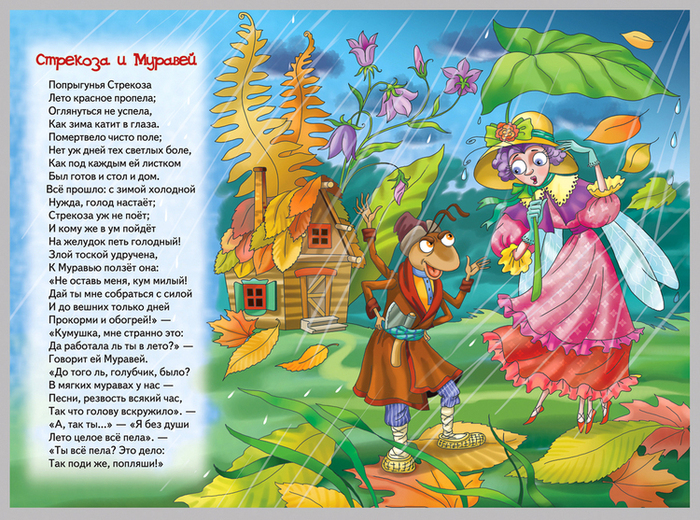 Стрекоза и Муравей
Попрыгунья Стрекоза
Лето красное пропела;
Оглянуться не успела,
Как зима катит в глаза.
Помертвело чисто поле;
Нет уж дней тех светлых боле,
Как под каждым ей листком
Был готов и стол и дом.
Всё прошло: с зимой холодной
Нужда, голод настаёт;
Стрекоза уж не поёт;
И кому же в ум пойдёт
На желудок петь голодный!
Злой тоской удручена,
К Муравью ползёт она:
«Не оставь меня, кум милый!
Дай ты мне собраться с силой
И до вешних только дней
Прокорми и обогрей!» —
«Кумушка, мне странно это:
Да работала ль ты в лето?» —
Говорит ей Муравей.
«До того ль, голубчик, было?
В мягких муравах у нас —
Песни, резвость всякий час,
Так что голову вскружило». —
«А, так ты...» — «Я без души
Лето целое всё пела». —
«Ты всё пела? Это дело:
Так поди же, попляши!»